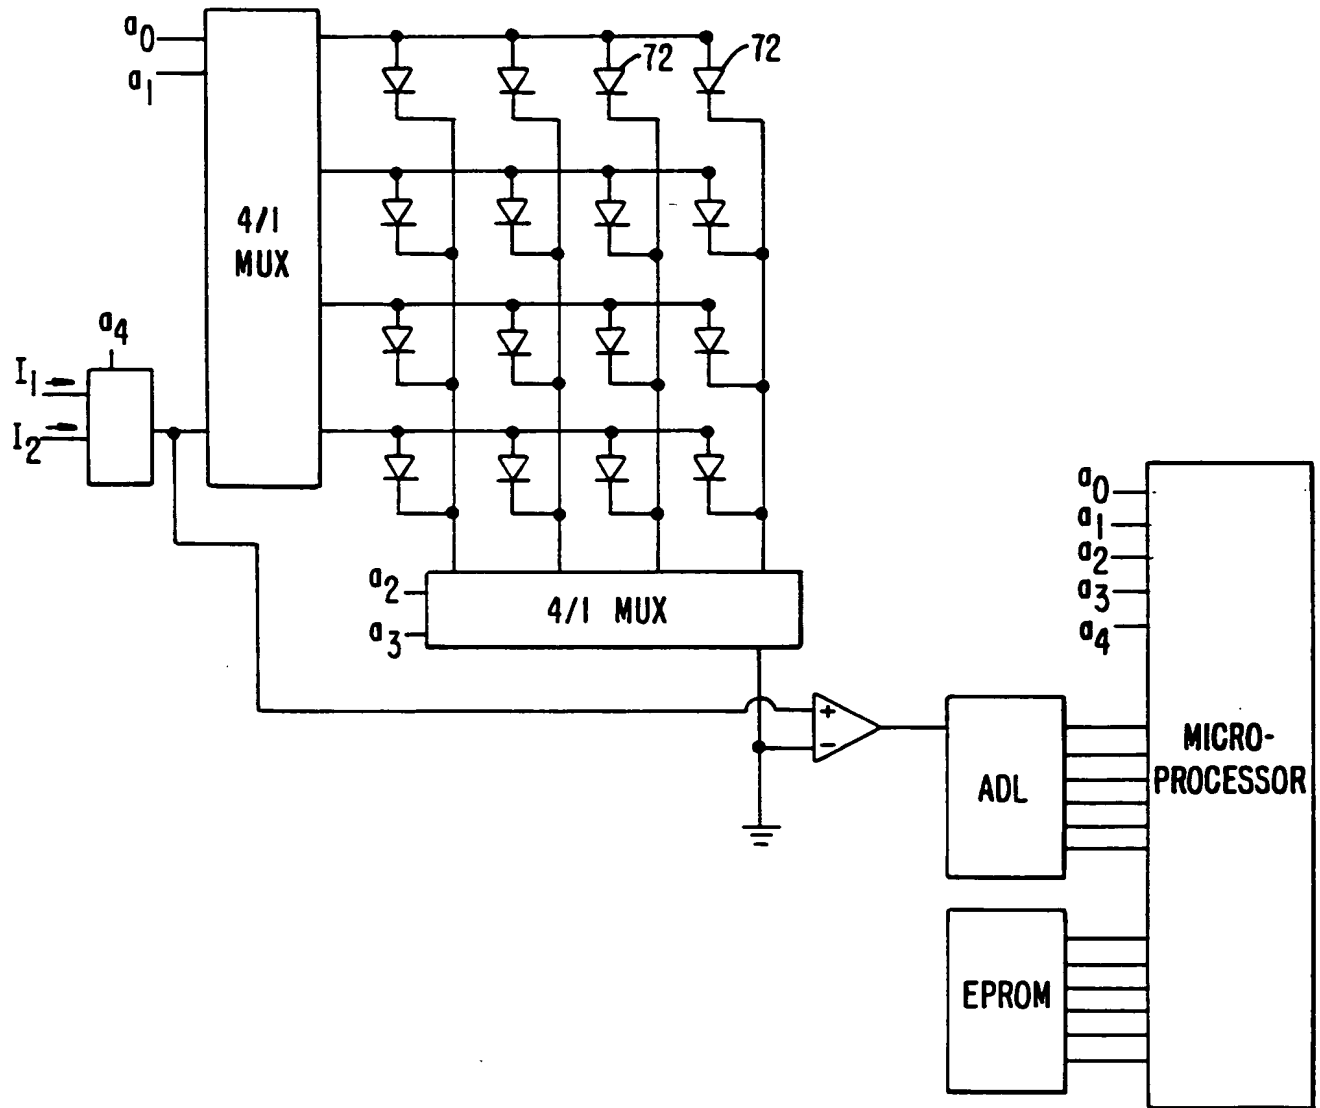 a0
a1
72
72
4/1
MUX
a4
I1
I2
a2
a3
4/1 MUX
a0
a1
a2
a3
a4
+
−
ADL
MICRO-
PROCESSOR
EPROM